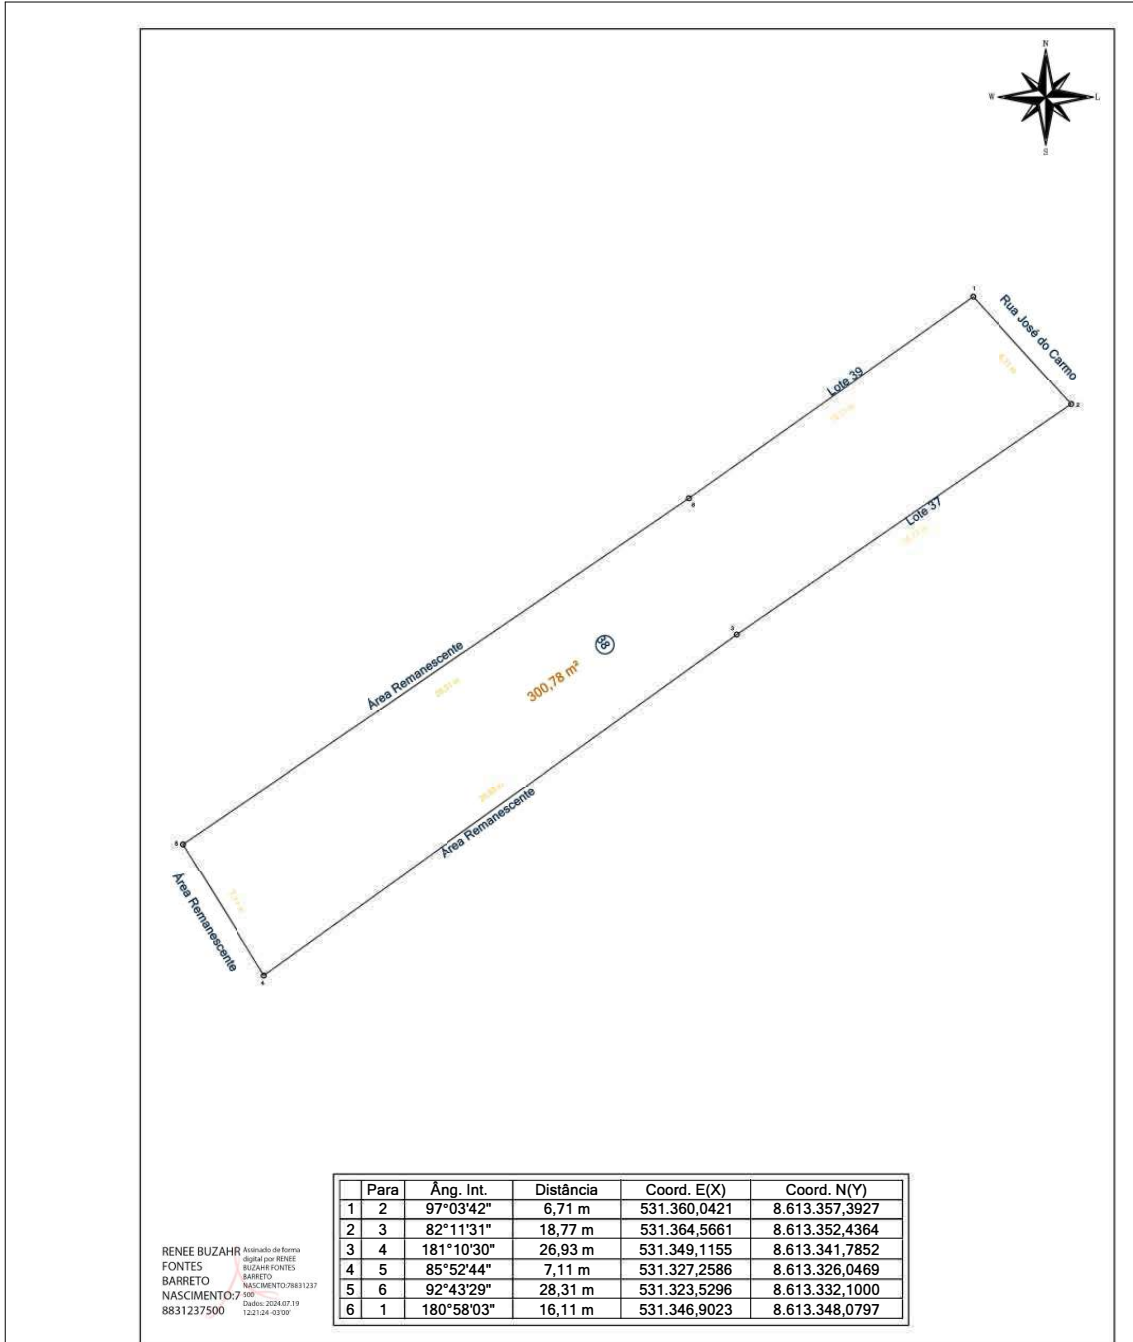 N
W L
S
1
Rua José do Carmo
6,71 m
2
Lote 39
6
Lote 37
3
38
300,78 m²
Área Remanescente
28,31 m
26,93 m
Área Remanescente
5
Área Remanescente
4
Para Âng. Int. Distância Coord. E(X) Coord. N(Y)
1 2 97°03'42" 6,71 m 531.360,0421 8.613.357,3927
2 3 82°11'31" 18,77 m 531.364,5661 8.613.352,4364
3 4 181°10'30" 26,93 m 531.349,1155 8.613.341,7852
4 5 85°52'44" 7,11 m 531.327,2586 8.613.326,0469
5 6 92°43'29" 28,31 m 531.323,5296 8.613.332,1000
6 1 180°58'03" 16,11 m 531.346,9023 8.613.348,0797
RENEE BUZAHR
FONTES
BARRETO
NASCIMENTO:7
8831237500
Assinado de forma
digital por RENEE
BUZAHR FONTES
BARRETO
NASCIMENTO:78831237
500
Dados: 2024.07.19
12:21:24 -03'00'